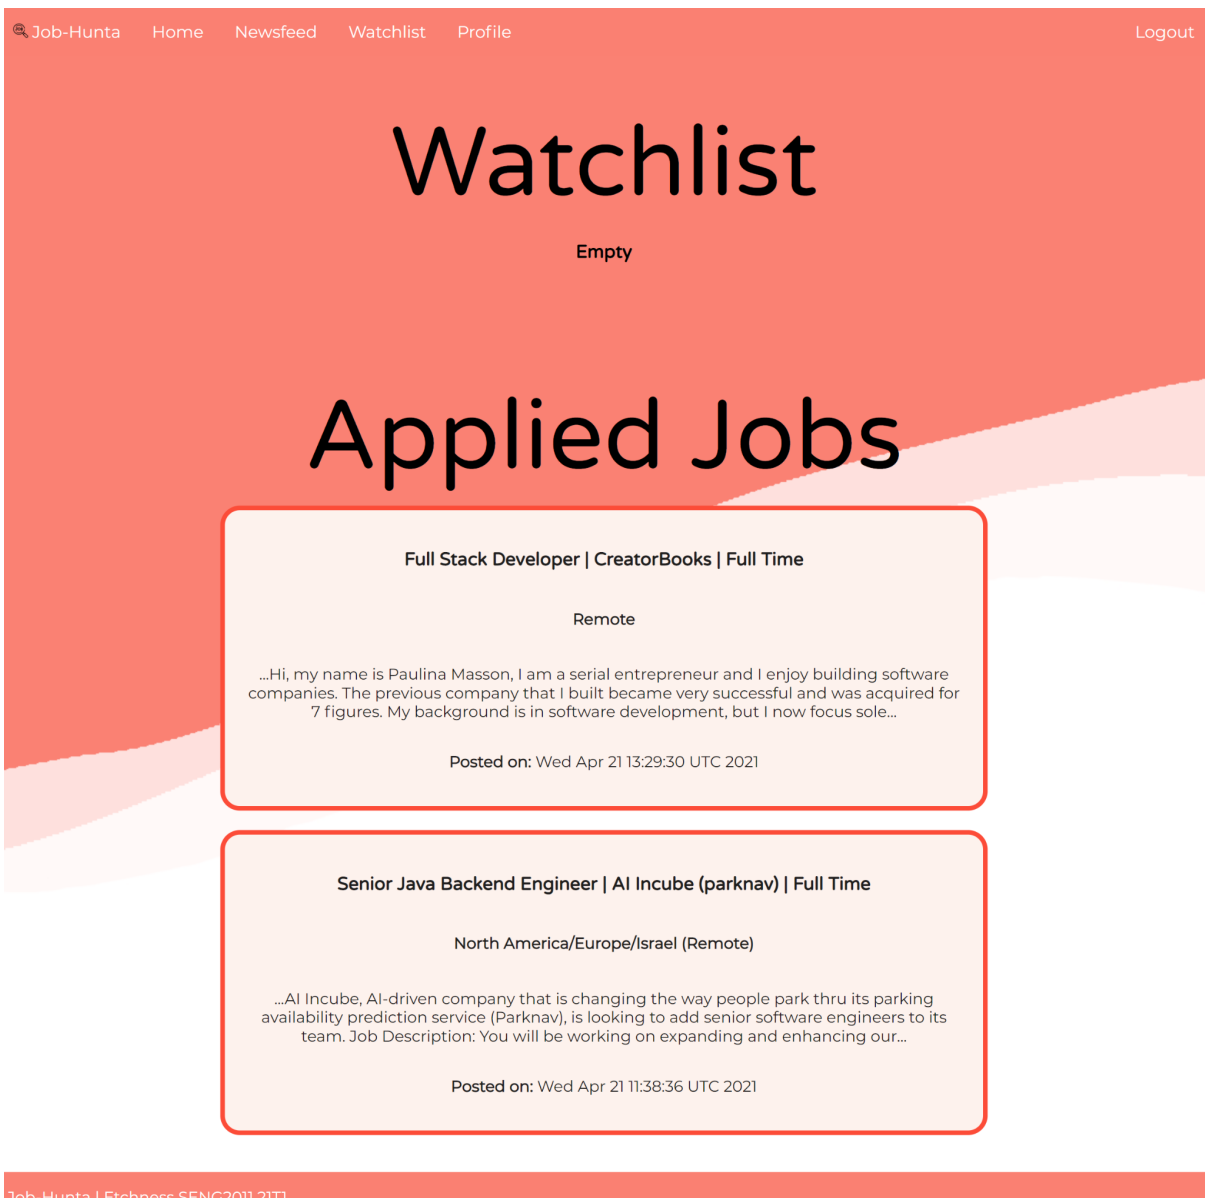 Job-Hunta Home Newsfeed Watchlist Profile Logout
Watchlist
Empty
Applied Jobs
Full Stack Developer | CreatorBooks | Full Time
Remote
...Hi, my name is Paulina Masson, I am a serial entrepreneur and I enjoy building software
companies. The previous company that I built became very successful and was acquired for
7 figures. My background is in software development, but I now focus sole...
Posted on: Wed Apr 21 13:29:30 UTC 2021
Senior Java Backend Engineer | AI Incube (parknav) | Full Time
North America/Europe/Israel (Remote)
...AI Incube, AI-driven company that is changing the way people park thru its parking
availability prediction service (Parknav), is looking to add senior software engineers to its
team. Job Description: You will be working on expanding and enhancing our...
Posted on: Wed Apr 21 11:38:36 UTC 2021
Job-Hunta | Etchness SENG2011 21T1